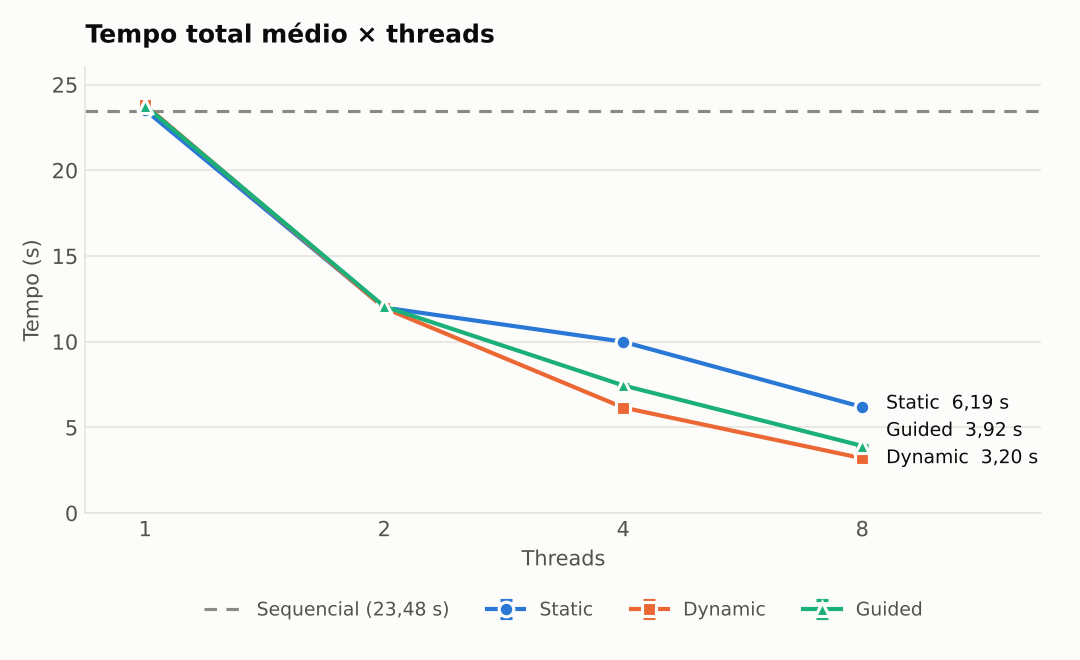 Tempo total médio × threads
25
20
15
10
5
0
Tempo (s)
Static 6,19 s
Guided 3,92 s
Dynamic 3,20 s
1 2 4 8
Threads
Sequencial (23,48 s) Static Dynamic Guided